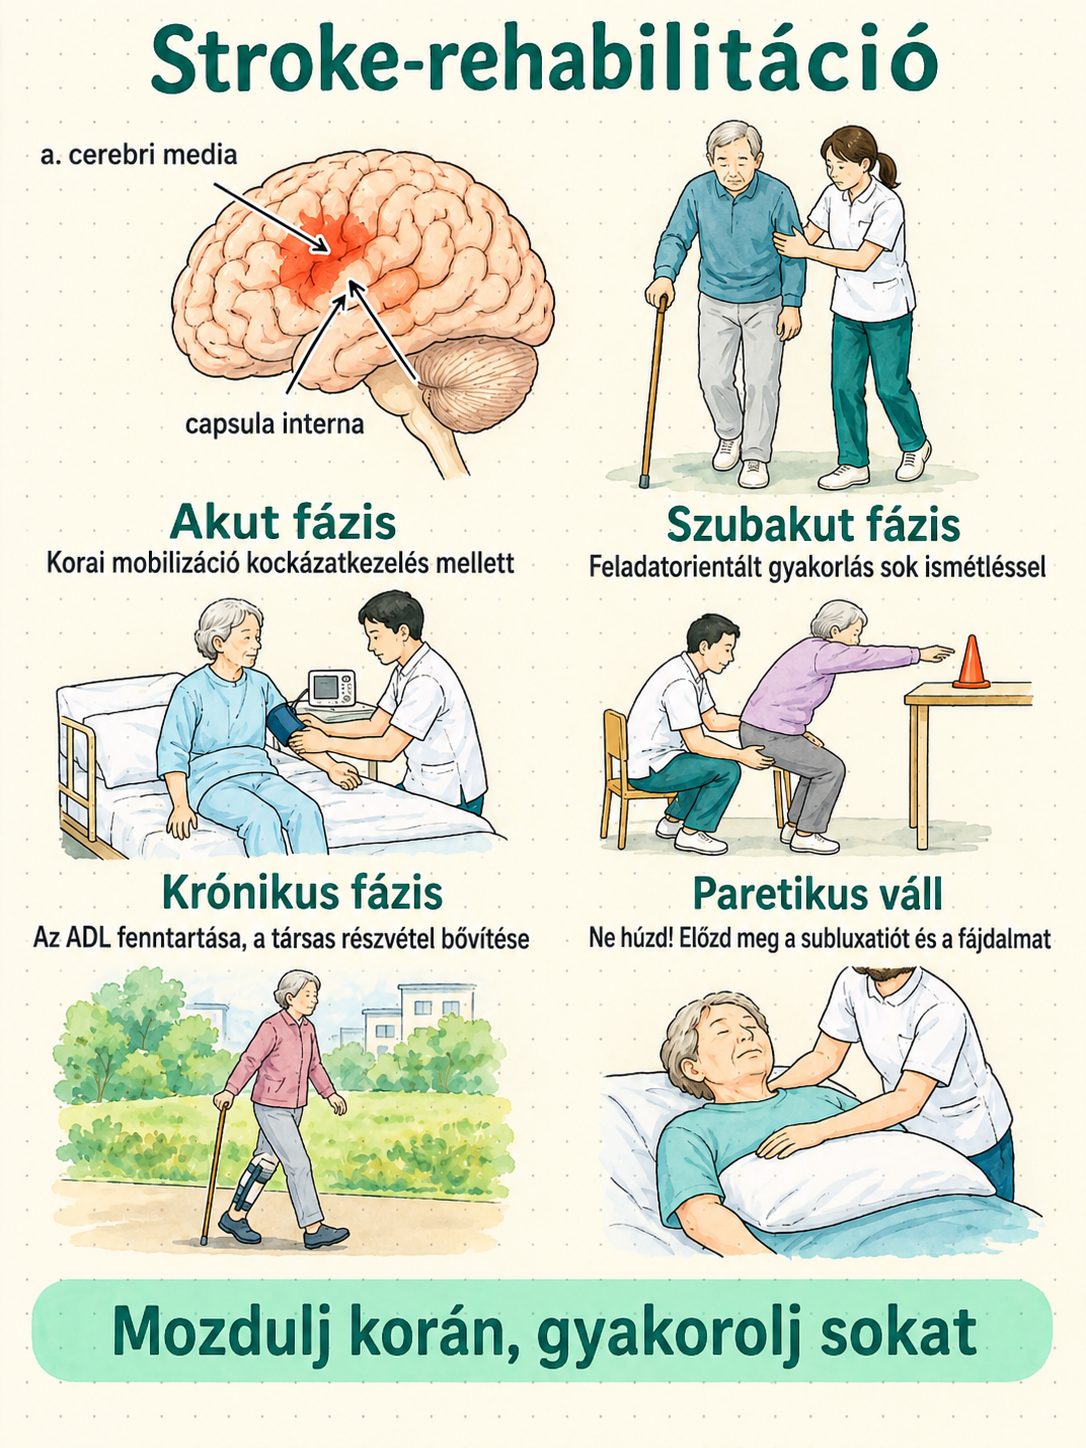 Stroke-rehabilitáció
a. cerebri media
capsula interna
Akut fázis
Korai mobilizáció kockázatkezelés mellett
Szubakut fázis
Feladatorientált gyakorlás sok ismétléssel
Krónikus fázis
Az ADL fenntartása, a társas részvétel bővítése
Paretikus váll
Ne húzd! Előzd meg a subluxatiót és a fájdalmat
Mozdulj korán, gyakorolj sokat